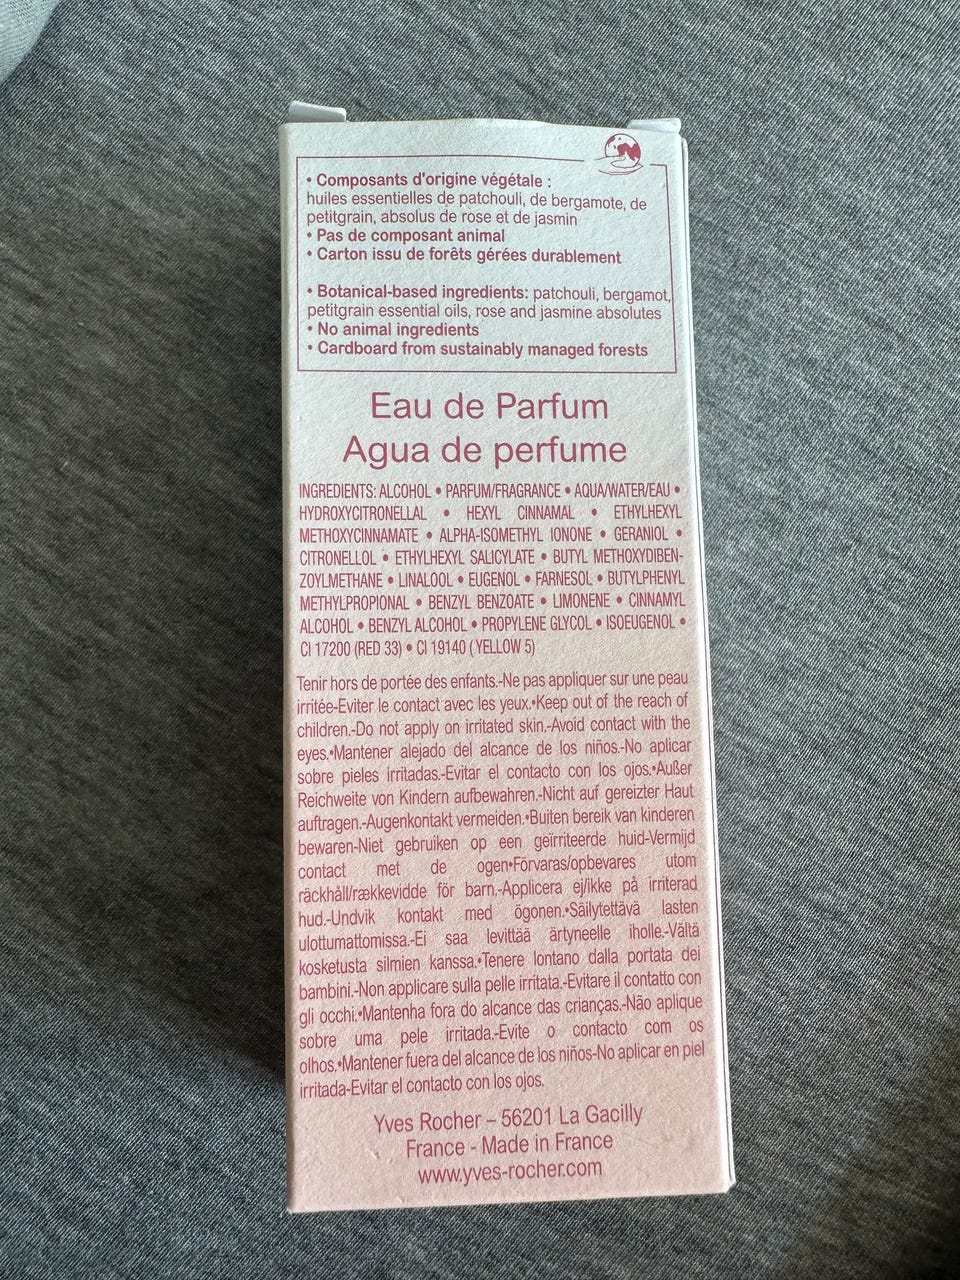 • Composants d'origine végétale :
huiles essentielles de patchouli, de bergamote, de
petitgrain, absolus de rose et de jasmin
• Pas de composant animal
• Carton issu de forêts gérées durablement
• Botanical-based ingredients: patchouli, bergamot,
petitgrain essential oils, rose and jasmine absolutes
• No animal ingredients
• Cardboard from sustainably managed forests
Eau de Parfum
Agua de perfume
INGREDIENTS: ALCOHOL • PARFUM/FRAGRANCE • AQUA/WATER/EAU •
HYDROXYCITRONELLAL • HEXYL CINNAMAL • ETHYLHEXYL
METHOXYCINNAMATE • ALPHA-ISOMETHYL IONONE • GERANIOL •
CITRONELLOL • ETHYLHEXYL SALICYLATE • BUTYL METHOXYDIBEN-
ZOYLMETHANE • LINALOOL • EUGENOL • FARNESOL • BUTYLPHENYL
METHYLPROPIONAL • BENZYL BENZOATE • LIMONENE • CINNAMYL
ALCOHOL • BENZYL ALCOHOL • PROPYLENE GLYCOL • ISOEUGENOL •
CI 17200 (RED 33) • CI 19140 ( YELLOW 5)
Tenir hors de portée des enfants.-Ne pas appliquer sur une peau
irritée-Eviter le contact avec les yeux.•Keep out of the reach of
children.-Do not apply on irritated skin.-Avoid contact with the
eyes.•Mantener alejado del alcance de los niños.-No aplicar
sobre pieles irritadas.-Evitar el contacto con los ojos.•Außer
Reichweite von Kindern aufbewahren.-Nicht auf gereizter Haut
auftragen.-Augenkontakt vermeiden.•Buiten bereik van kinderen
bewaren-Niet gebruiken op een geïrriteerde huid-Vermijd
contact met de ogen•Förvaras/opbevares utom
räckhåll/rækkevidde för barn.-Applicera ej/ikke på irriterad
hud.-Undvik kontakt med ögonen.•Säilytettävä lasten
ulottumattomissa.-Ei saa levittää ärtyneelle iholle.-Vältä
kosketusta silmien kanssa.•Tenere lontano dalla portata dei
bambini.-Non applicare sulla pelle irritata.-Evitare il contatto con
gli occhi.•Mantenha fora do alcance das crianças.-Não aplique
sobre uma pele irritada.-Evite o contacto com os
olhos.•Mantener fuera del alcance de los niños-No aplicar en piel
irritada-Evitar el contacto con los ojos.
Yves Rocher – 56201 La Gacilly
France - Made in France
www.yves-rocher.com